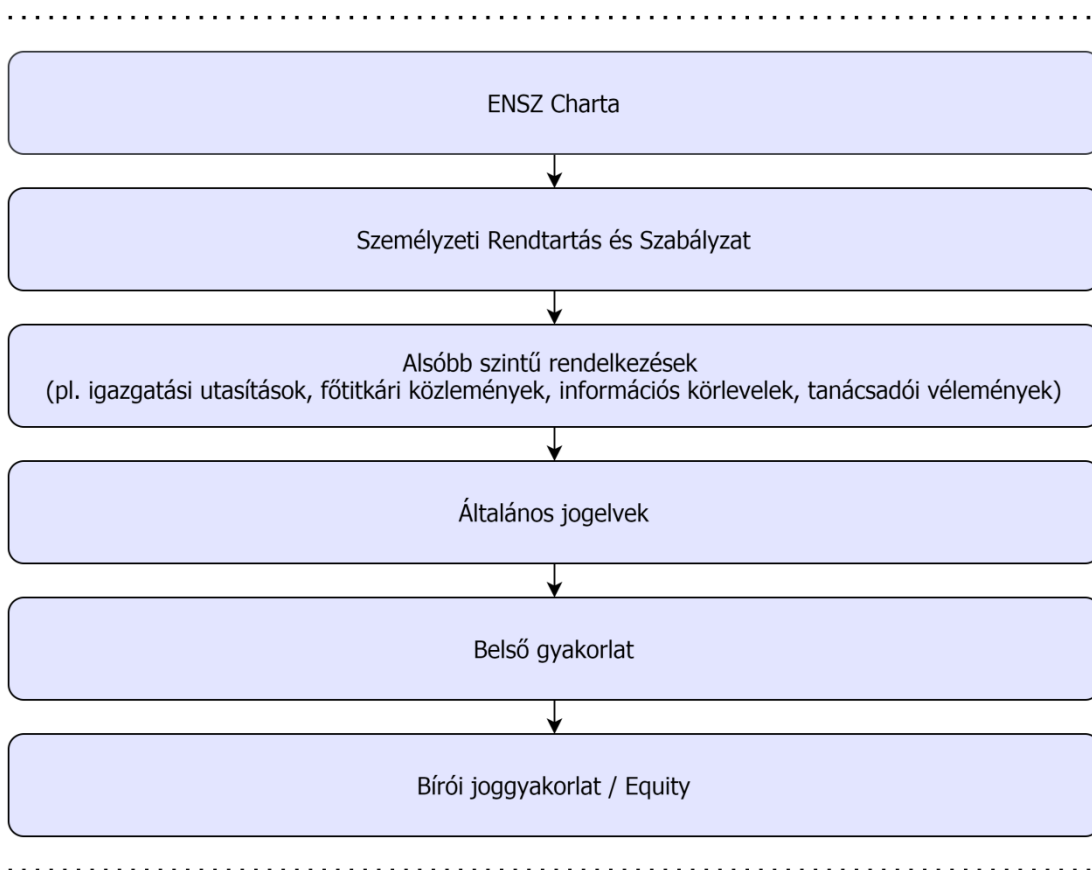 ENSZ Charta
Személyzeti Rendtartás és Szabályzat
Alsóbb szintű rendelkezések
(pl. igazgatási utasítások, főtitkári közlemények, információs körlevelek, tanácsadói vélemények)
Általános jogelvek
Belső gyakorlat
Bírói joggyakorlat / Equity